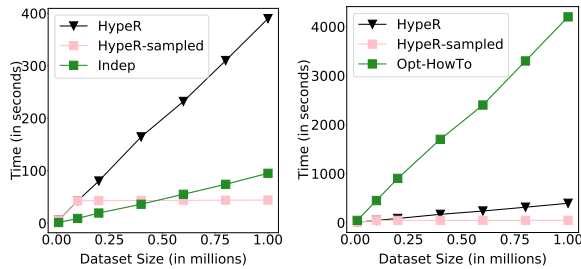 400
300
200
100
0
Time (in seconds)
HypeR
HypeR-sampled
Indep
0.00 0.25 0.50 0.75 1.00
Dataset Size (in millions)
4000
3000
2000
1000
0
Time (in seconds)
HypeR
HypeR-sampled
Opt-HowTo
0.00 0.25 0.50 0.75 1.00
Dataset Size (in millions)